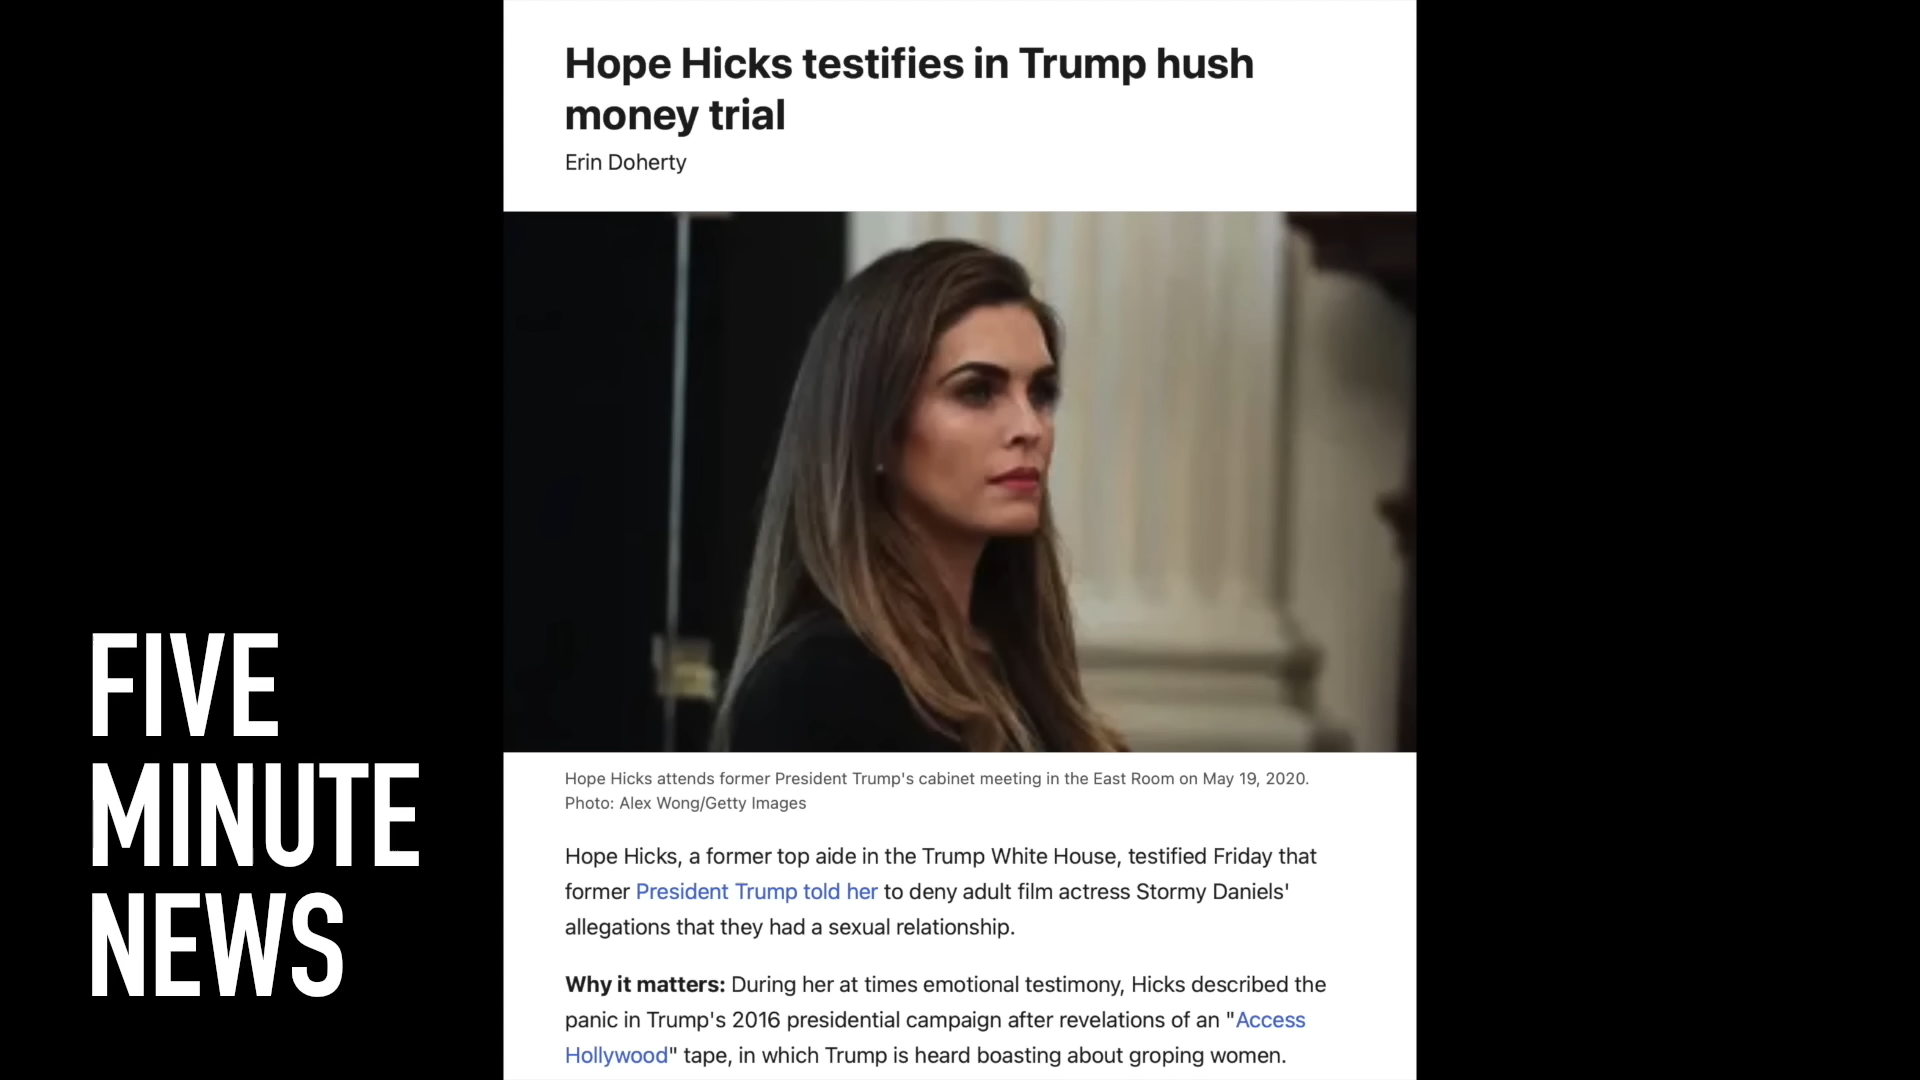 Hope Hicks testifies in Trump hush
money trial
Erin Doherty
Hope Hicks attends former President Trump's cabinet meeting in the East Room on May 19, 2020.
Photo: Alex Wong/Getty Images
Hope Hicks, a former top aide in the Trump White House, testified Friday that
former President Trump told her to deny adult film actress Stormy Daniels'
allegations that they had a sexual relationship.
Why it matters: During her at times emotional testimony, Hicks described the
panic in Trump's 2016 presidential campaign after revelations of an "Access
Hollywood" tape, in which Trump is heard boasting about groping women.
FIVE
MINUTE
NEWS